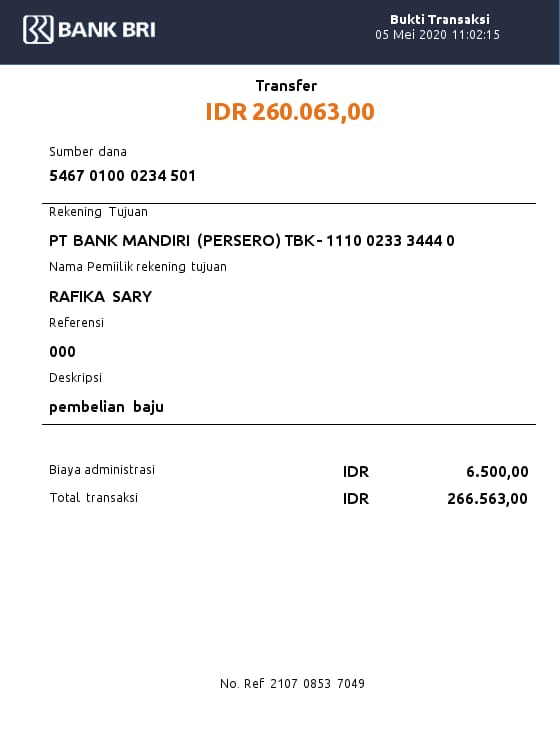 BANK BRI
Bukti Transaksi
05 Mei 2020 11:02:15
Transfer
IDR 260.063,00
Sumber dana
5467 0100 0234 501
Rekening Tujuan
PT BANK MANDIRI (PERSERO) TBK - 1110 0233 3444 0
Nama Pemiilik rekening tujuan
RAFIKA SARY
Referensi
000
Deskripsi
pembelian baju
Biaya administrasi IDR 6.500,00
Total transaksi IDR 266.563,00
No. Ref 2107 0853 7049